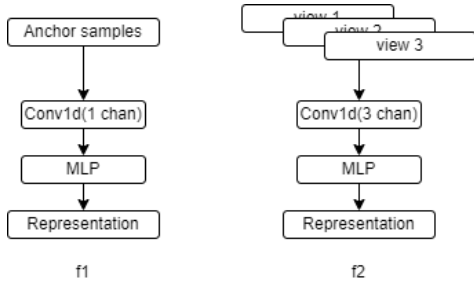 Anchor samples
Conv1d(1 chan)
MLP
Representation
f1
view 1
view 2
view 3
Conv1d(3 chan)
MLP
Representation
f2